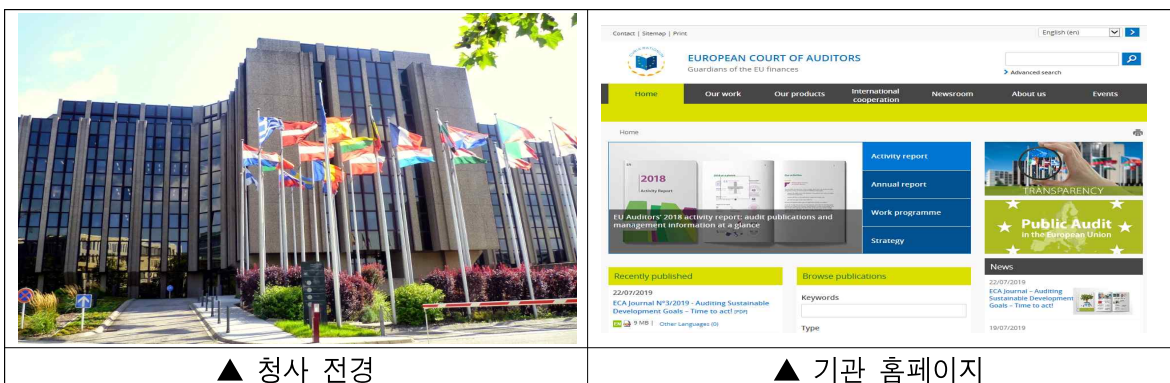 Contact | Sitemap | Print
English (en)
EUROPEAN COURT OF AUDITORS
Guardians of the EU finances
Advanced search
Home
Our work
Our products
International cooperation
Newsroom
About us
Events
Home
2018
Activity Report
EU Auditors' 2018 activity report: audit publications and
management information at a glance
Activity report
Annual report
Work programme
Strategy
TRANSPARENCY
Public Audit
in the European Union
Recently published
22/07/2019
ECA Journal N°3/2019 - Auditing Sustainable
Development Goals – Time to act! [PDF]
EN 9 MB | Other Languages (0)
Browse publications
Keywords
Type
News
22/07/2019
ECA Journal – Auditing
Sustainable Development
Goals – Time to act!
19/07/2019
▲ 청사 전경
▲ 기관 홈페이지